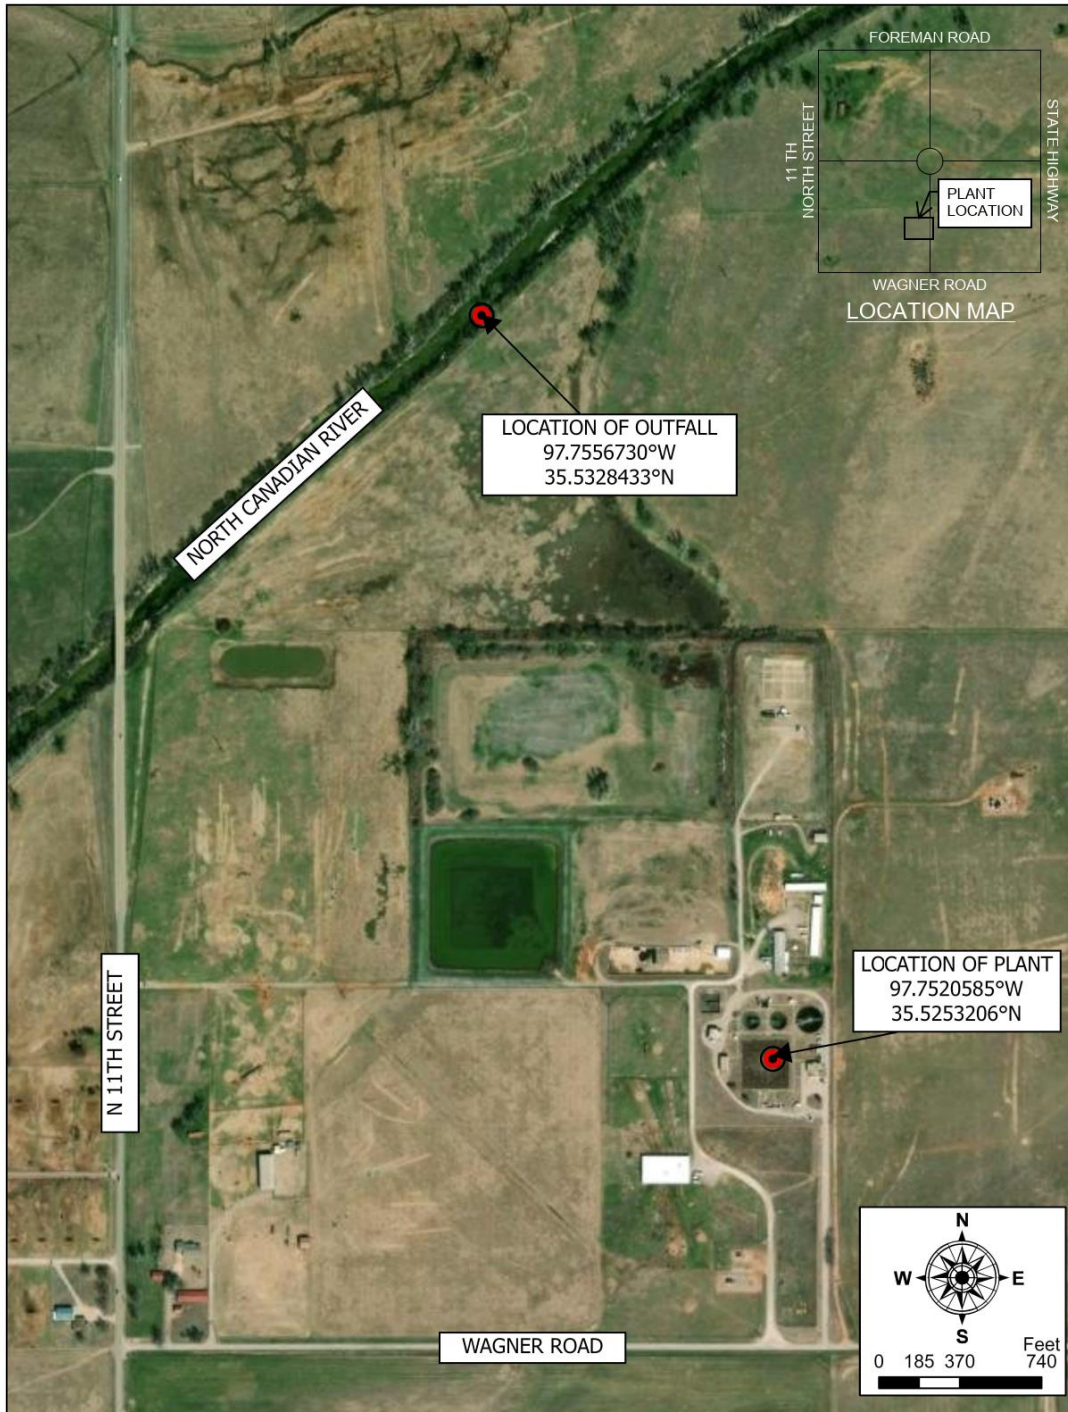 FOREMAN ROAD
11 TH
NORTH STREET
STATE HIGHWAY
PLANT
LOCATION
WAGNER ROAD
LOCATION MAP
LOCATION OF OUTFALL
97.7556730°W
35.5328433°N
NORTH CANADIAN RIVER
LOCATION OF PLANT
97.7520585°W
35.5253206°N
N 11TH STREET
WAGNER ROAD
N
W
E
S
Feet
0 185 370 740